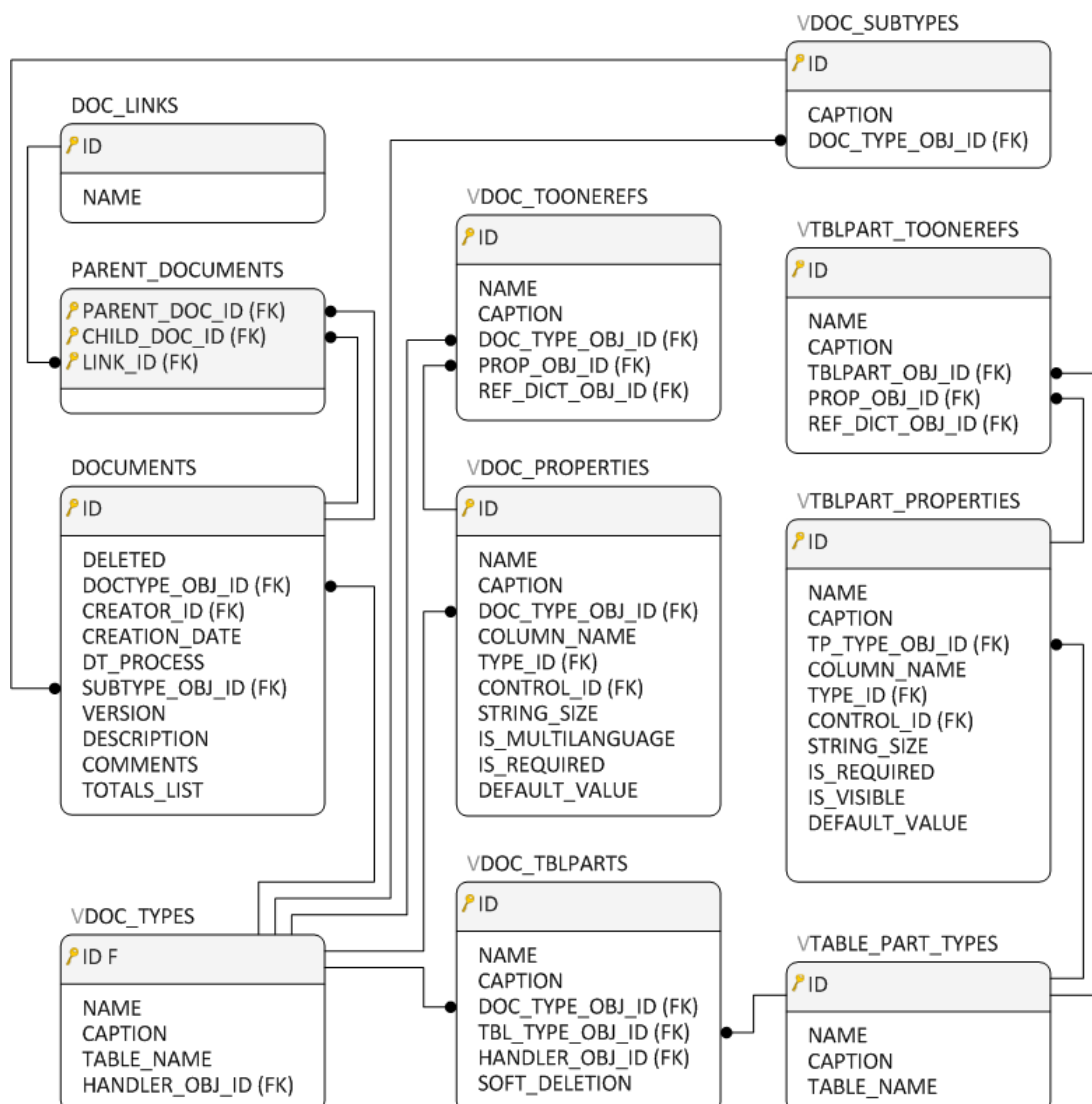 VDOC_SUBTYPES
ID
CAPTION
DOC_TYPE_OBJ_ID (FK)
DOC_LINKS
ID
NAME
PARENT_DOCUMENTS
PARENT_DOC_ID (FK)
CHILD_DOC_ID (FK)
LINK_ID (FK)
DOCUMENTS
ID
DELETED
DOCTYPE_OBJ_ID (FK)
CREATOR_ID (FK)
CREATION_DATE
DT_PROCESS
SUBTYPE_OBJ_ID (FK)
VERSION
DESCRIPTION
COMMENTS
TOTALS_LIST
VDOC_TYPES
ID F
NAME
CAPTION
TABLE_NAME
HANDLER_OBJ_ID (FK)
VDOC_TOONEREFS
ID
NAME
CAPTION
DOC_TYPE_OBJ_ID (FK)
PROP_OBJ_ID (FK)
REF_DICT_OBJ_ID (FK)
VDOC_PROPERTIES
ID
NAME
CAPTION
DOC_TYPE_OBJ_ID (FK)
COLUMN_NAME
TYPE_ID (FK)
CONTROL_ID (FK)
STRING_SIZE
IS_MULTILANGUAGE
IS_REQUIRED
DEFAULT_VALUE
VDOC_TBLPARTS
ID
NAME
CAPTION
DOC_TYPE_OBJ_ID (FK)
TBL_TYPE_OBJ_ID (FK)
HANDLER_OBJ_ID (FK)
SOFT_DELETION
VTBLPART_TOONEREFS
ID
NAME
CAPTION
TBLPART_OBJ_ID (FK)
PROP_OBJ_ID (FK)
REF_DICT_OBJ_ID (FK)
VTBLPART_PROPERTIES
ID
NAME
CAPTION
TP_TYPE_OBJ_ID (FK)
COLUMN_NAME
TYPE_ID (FK)
CONTROL_ID (FK)
STRING_SIZE
IS_REQUIRED
IS_VISIBLE
DEFAULT_VALUE
VTABLE_PART_TYPES
ID
NAME
CAPTION
TABLE_NAME